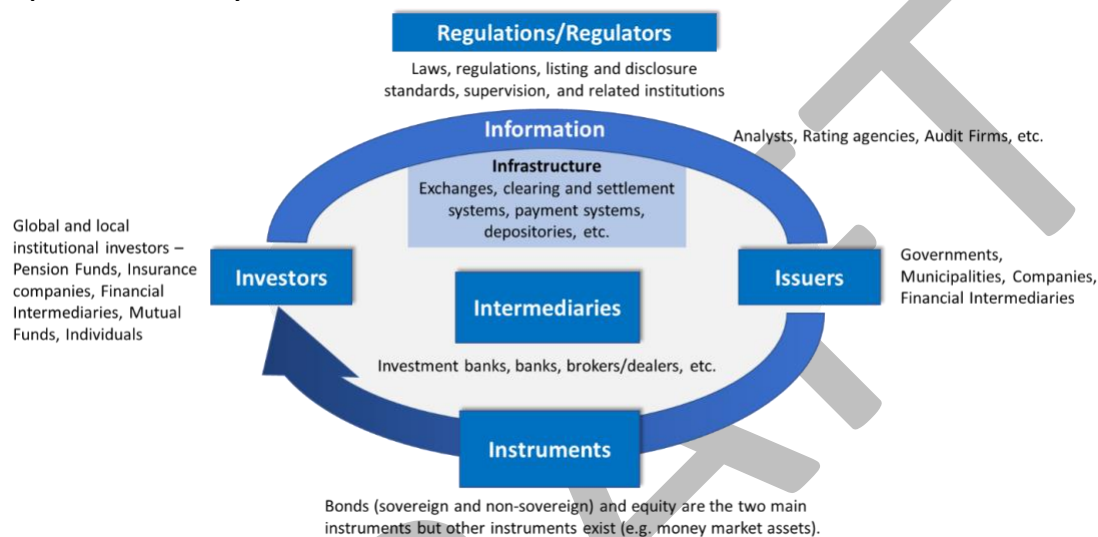 Regulations/Regulators
Laws, regulations, listing and disclosure
standards, supervision, and related institutions
Information
Analysts, Rating agencies, Audit Firms, etc.
Infrastructure
Exchanges, clearing and settlement
systems, payment systems,
depositories, etc.
Global and local
institutional investors –
Pension Funds, Insurance
companies, Financial
Intermediaries, Mutual
Funds, Individuals
Investors
Issuers
Governments,
Municipalities, Companies,
Financial Intermediaries
Intermediaries
Investment banks, banks, brokers/dealers, etc.
Instruments
Bonds (sovereign and non-sovereign) and equity are the two main
instruments but other instruments exist (e.g. money market assets).